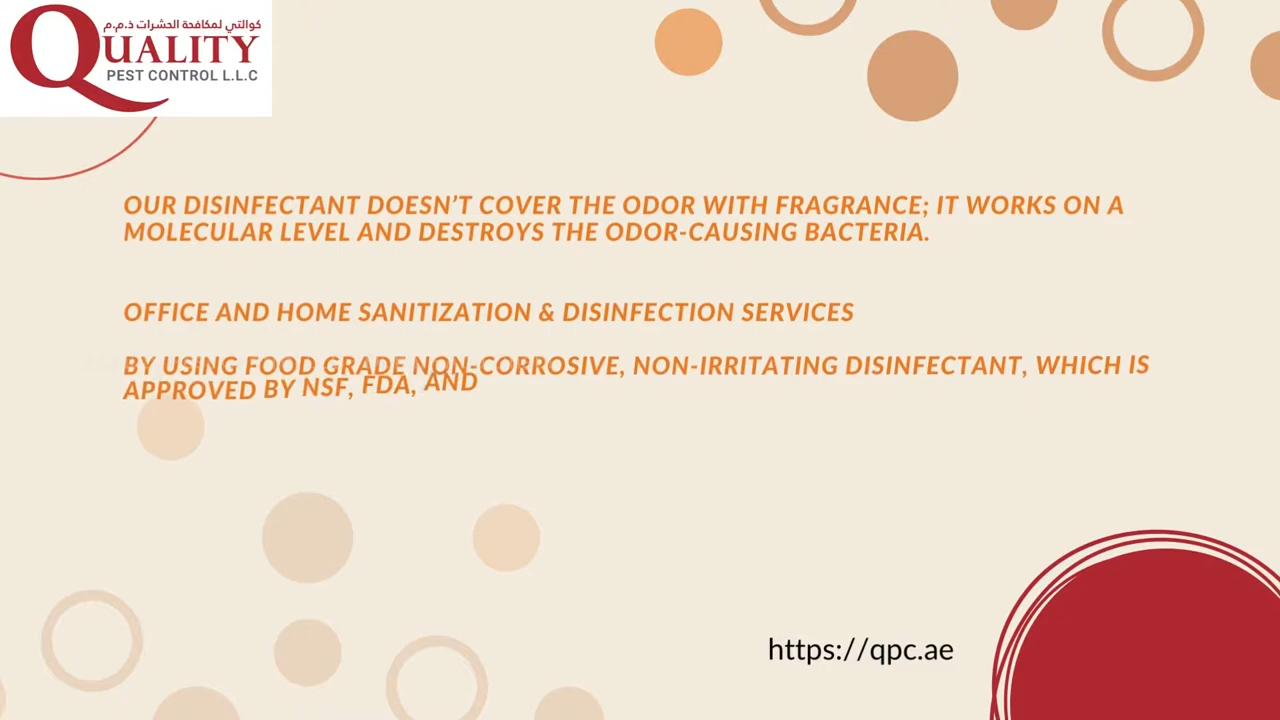 كوالتي لمكافحة الحشرات ذ.م.م
QUALITY
PEST CONTROL L.L.C
OUR DISINFECTANT DOESN’T COVER THE ODOR WITH FRAGRANCE; IT WORKS ON A
MOLECULAR LEVEL AND DESTROYS THE ODOR-CAUSING BACTERIA.
OFFICE AND HOME SANITIZATION & DISINFECTION SERVICES
BY USING FOOD GRADE NON-CORROSIVE, NON-IRRITATING DISINFECTANT, WHICH IS
APPROVED BY NSF, FDA, AND
https://qpc.ae